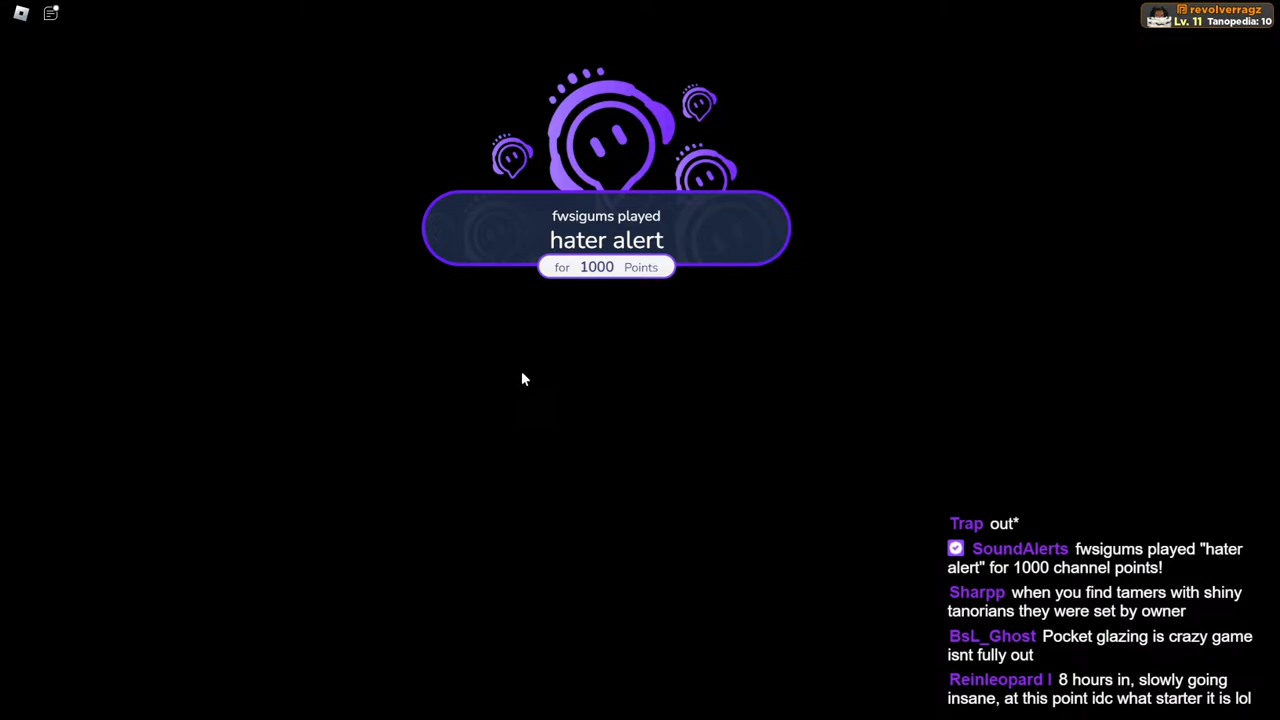 revolverragz
Lv. 11 Tanopedia: 10
fwsigums played
hater alert
for 1000 Points
Trap out*
SoundAlerts fwsigums played "hater
alert" for 1000 channel points!
Sharpp when you find tamers with shiny
tanorians they were set by owner
BsL_Ghost Pocket glazing is crazy game
isnt fully out
Reinleopard l 8 hours in, slowly going
insane, at this point idc what starter it is lol